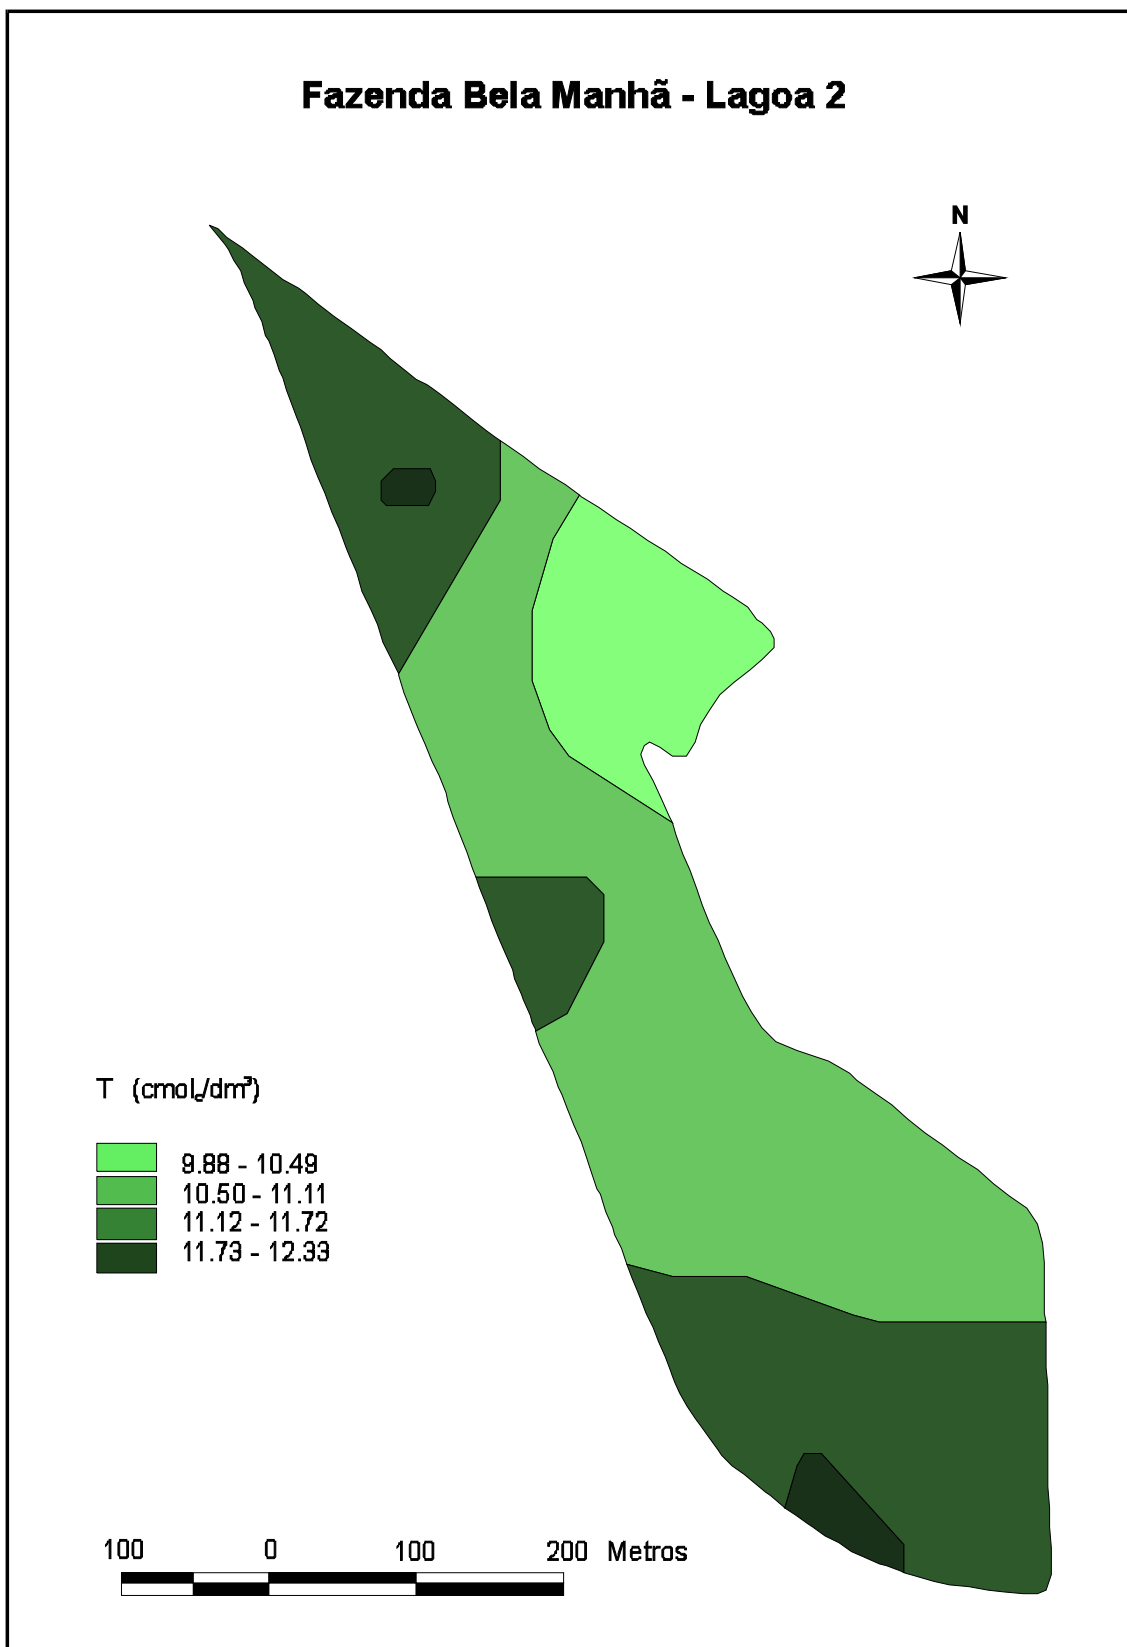 Fazenda Bela Manhã - Lagoa 2
N
T (cmolc/dm³)
9.88 - 10.49
10.50 - 11.11
11.12 - 11.72
11.73 - 12.33
100 0 100 200 Metros